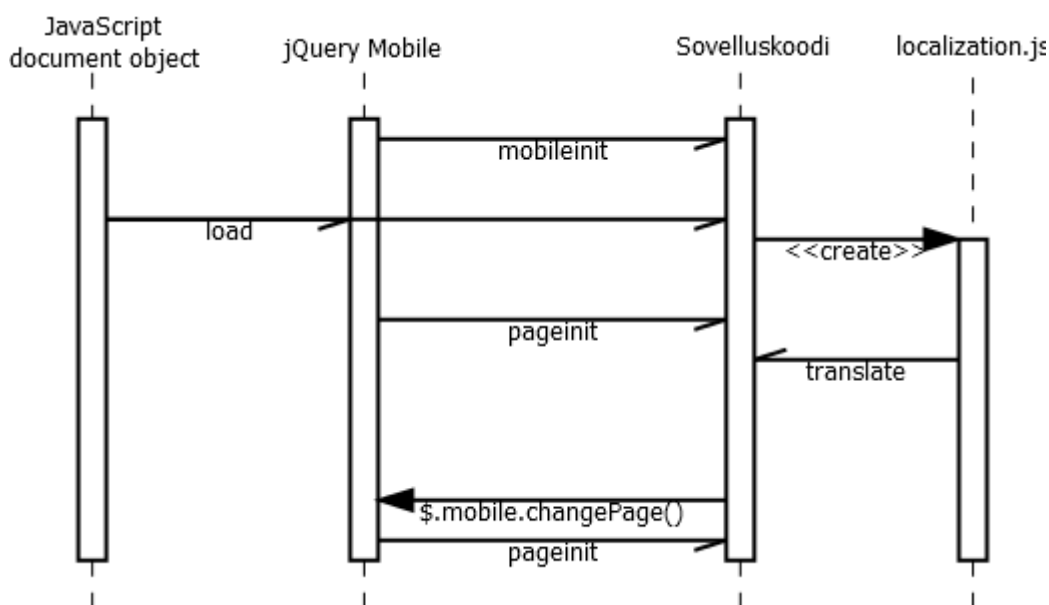 JavaScript
document object
jQuery Mobile
Sovelluskoodi
localization.js
mobileinit
load
<<create>>
pageinit
translate
$.mobile.changePage()
pageinit